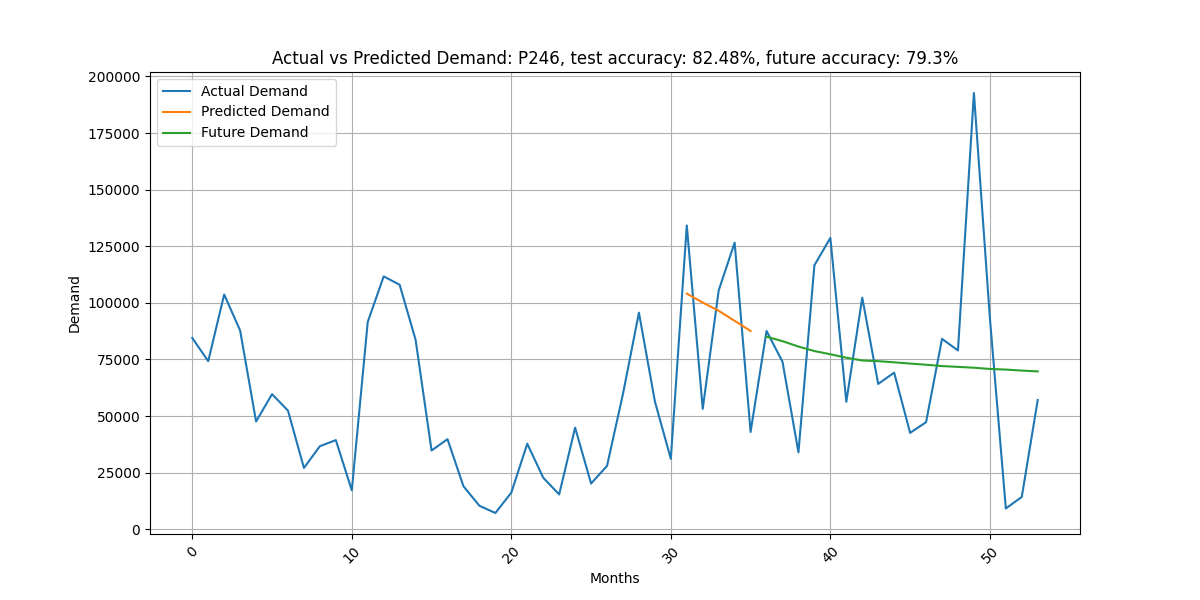 Actual vs Predicted Demand: P246, test accuracy: 82.48%, future accuracy: 79.3%
200000
175000
150000
125000
100000
75000
50000
25000
0
Demand
Actual Demand
Predicted Demand
Future Demand
0
10
20
30
40
50
Months